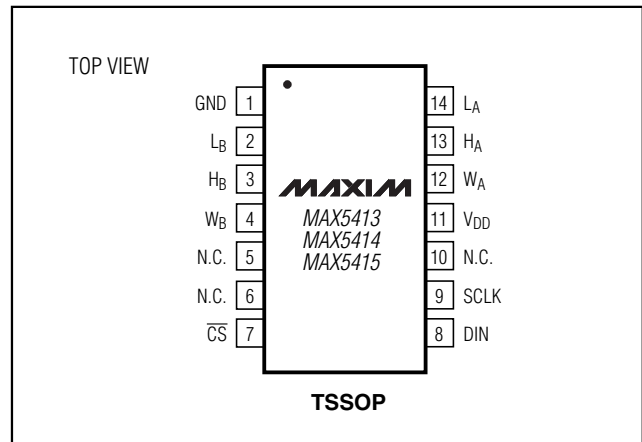 TOP VIEW
GND 1
L_B 2
H_B 3
W_B 4
N.C. 5
N.C. 6
C̅S̅ 7
MAXIM
MAX5413
MAX5414
MAX5415
14 L_A
13 H_A
12 W_A
11 V_DD
10 N.C.
9 SCLK
8 DIN
TSSOP